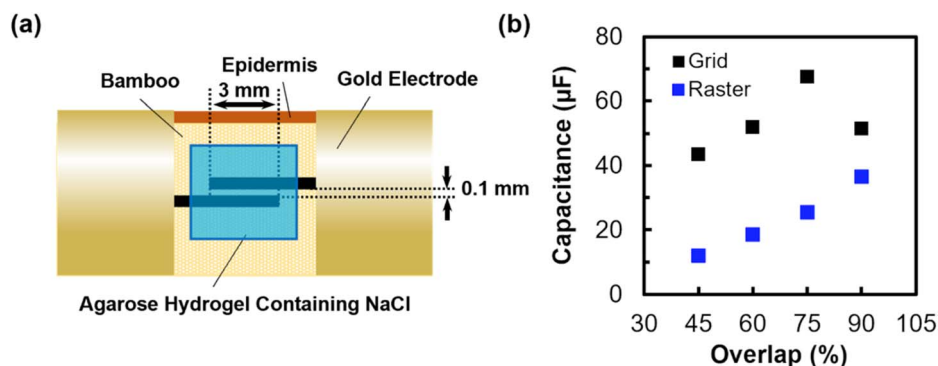 (a)
Bamboo
Epidermis
3 mm
Gold Electrode
0.1 mm
Agarose Hydrogel Containing NaCl
(b)
Capacitance (µF)
80
60
40
20
0
Grid
Raster
30 45 60 75 90 105
Overlap (%)